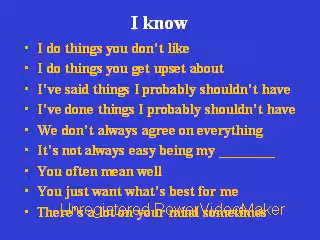 I know
• I do things you don't like
• I do things you get upset about
• I've said things I probably shouldn't have
• I've done things I probably shouldn't have
• We don't always agree on everything
• It's not always easy being my ________
• You often mean well
• You just want what's best for me
• There's a lot on your mind sometimes
Unregistered PowerVideoMaker